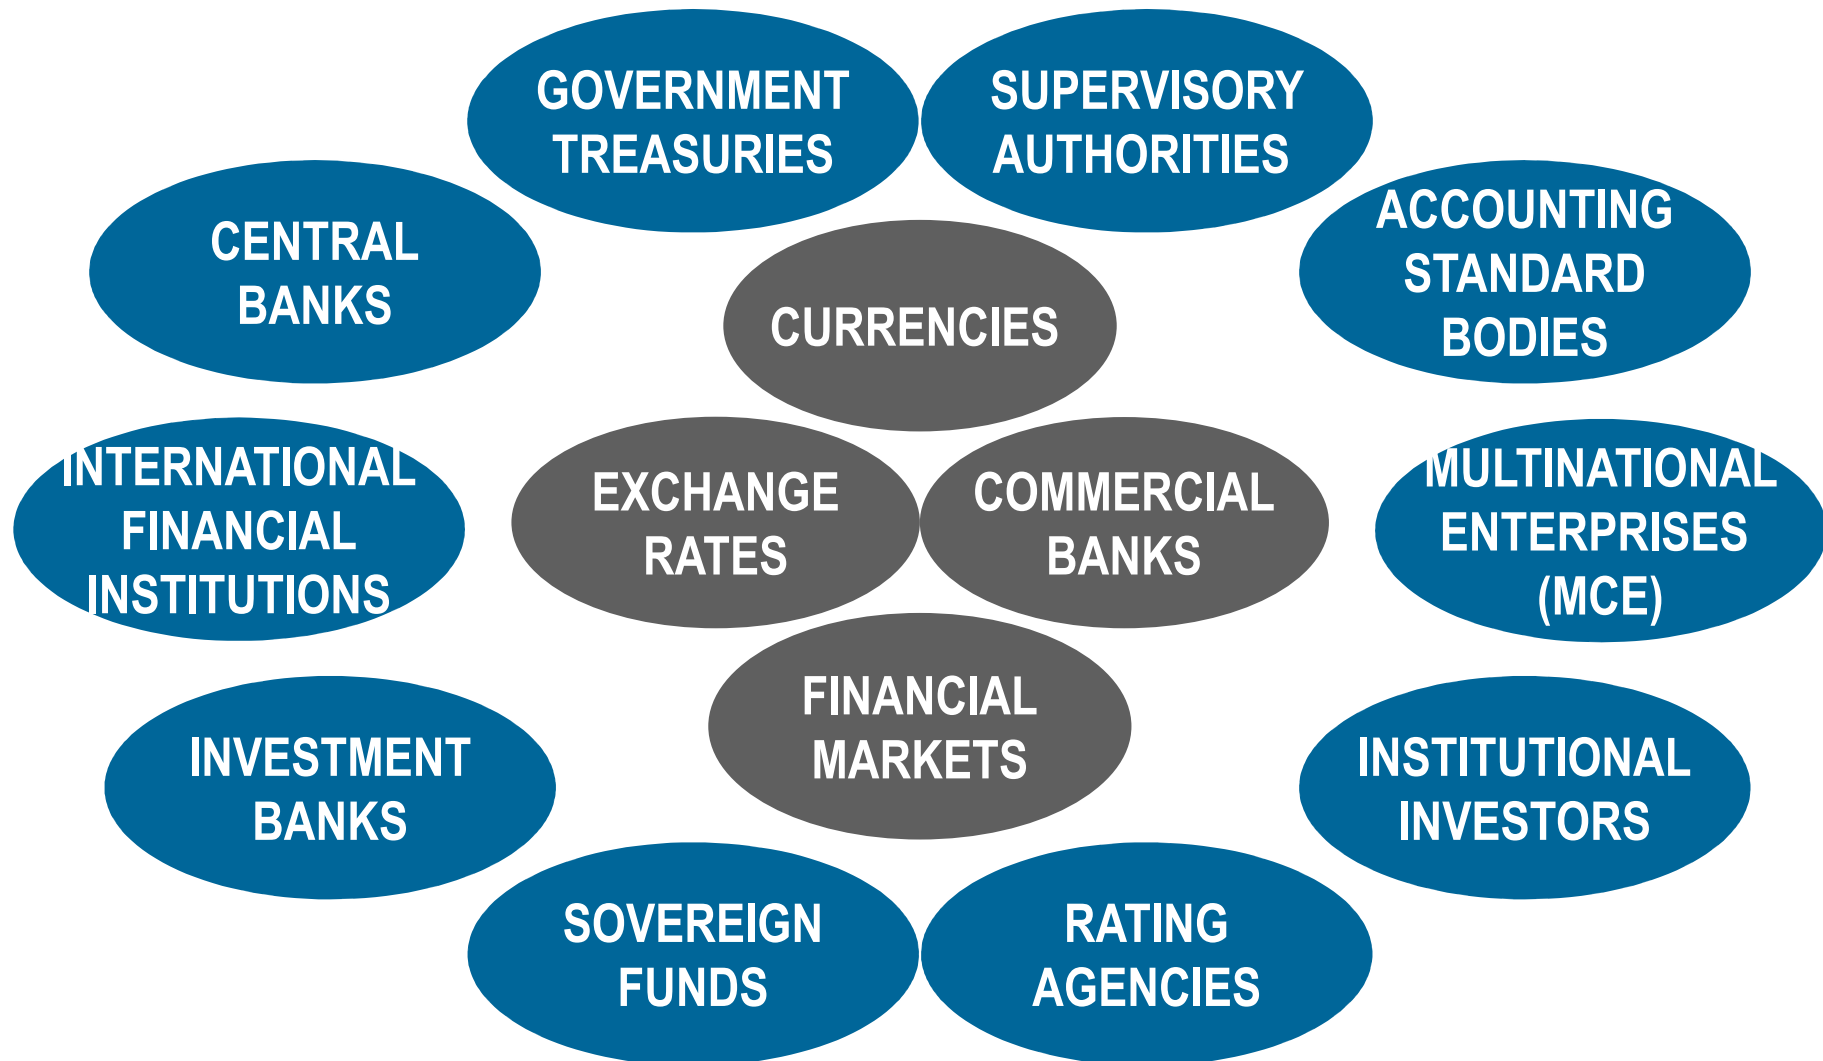 GOVERNMENT
TREASURIES
SUPERVISORY
AUTHORITIES
CENTRAL
BANKS
ACCOUNTING
STANDARD
BODIES
CURRENCIES
INTERNATIONAL
FINANCIAL
INSTITUTIONS
EXCHANGE
RATES
COMMERCIAL
BANKS
MULTINATIONAL
ENTERPRISES
(MCE)
FINANCIAL
MARKETS
INVESTMENT
BANKS
INSTITUTIONAL
INVESTORS
SOVEREIGN
FUNDS
RATING
AGENCIES